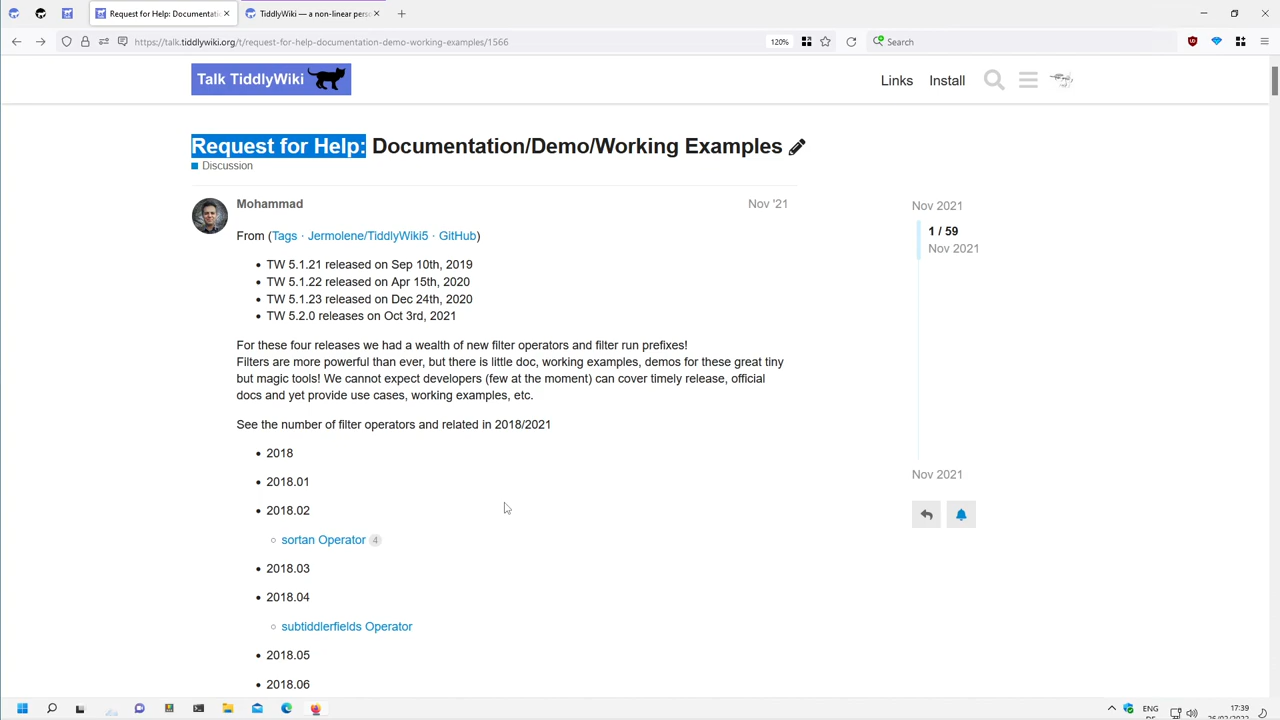 Request for Help: Documentatio
TiddlyWiki — a non-linear pers
https://talk.tiddlywiki.org/t/request-for-help-documentation-demo-working-examples/1566
120%
Search
Talk TiddlyWiki
Links
Install
Request for Help: Documentation/Demo/Working Examples
Discussion
Mohammad
Nov '21
From (Tags · Jermolene/TiddlyWiki5 · GitHub)
• TW 5.1.21 released on Sep 10th, 2019
• TW 5.1.22 released on Apr 15th, 2020
• TW 5.1.23 released on Dec 24th, 2020
• TW 5.2.0 releases on Oct 3rd, 2021
For these four releases we had a wealth of new filter operators and filter run prefixes!
Filters are more powerful than ever, but there is little doc, working examples, demos for these great tiny
but magic tools! We cannot expect developers (few at the moment) can cover timely release, official
docs and yet provide use cases, working examples, etc.
See the number of filter operators and related in 2018/2021
• 2018
• 2018.01
• 2018.02
◦ sortan Operator 4
• 2018.03
• 2018.04
◦ subtiddlerfields Operator
• 2018.05
• 2018.06
Nov 2021
1 / 59
Nov 2021
Nov 2021
ENG
17:39